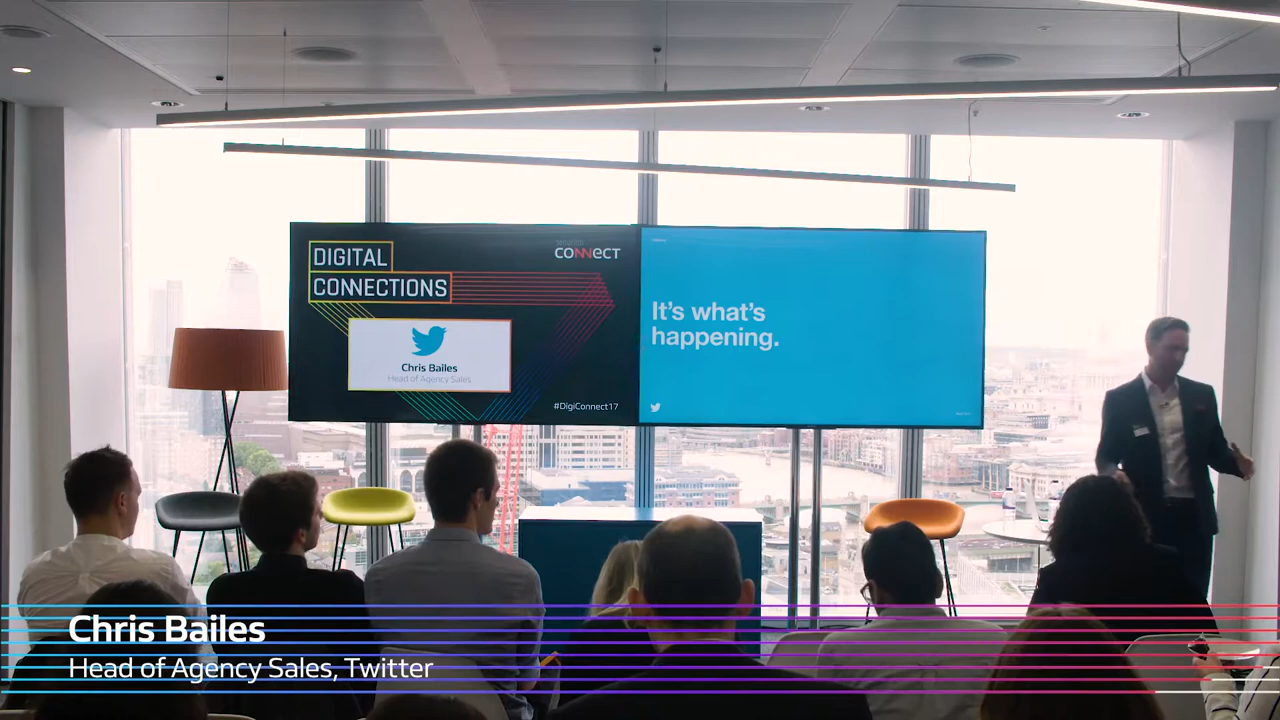 DIGITAL
CONNECTIONS
CONNECT
Chris Bailes
Head of Agency Sales
#DigiConnect17
It's what's
happening.
Chris Bailes
Head of Agency Sales, Twitter